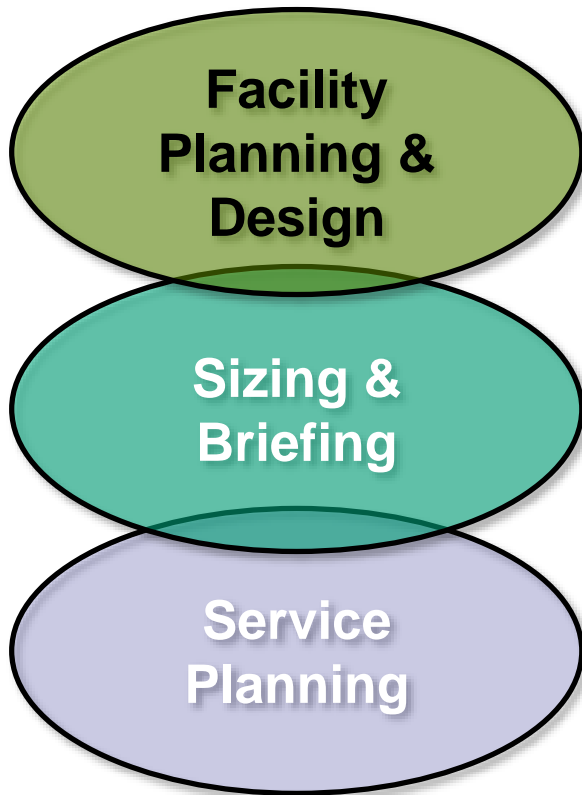 Facility
Planning &
Design
Sizing &
Briefing
Service
Planning